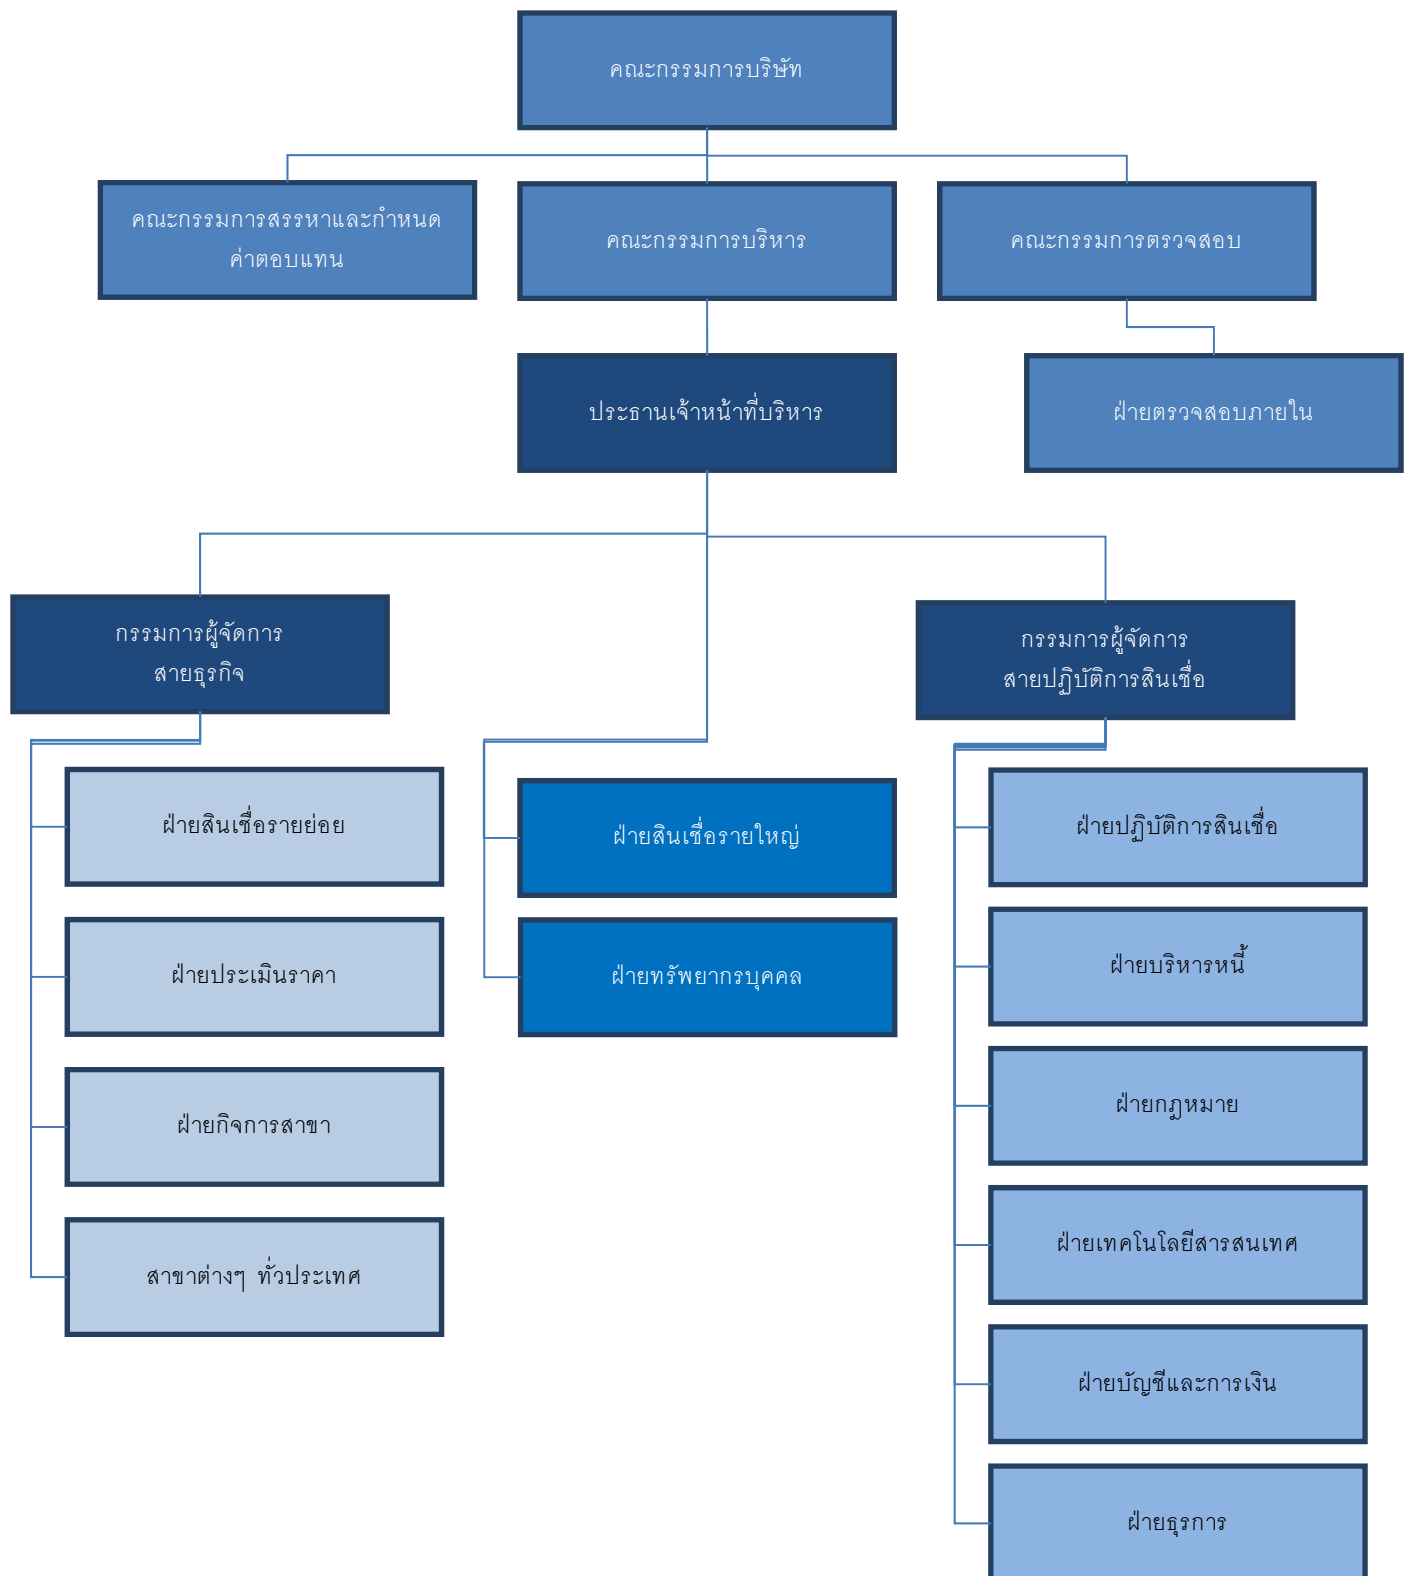 คณะกรรมการบริษัท
คณะกรรมการสรรหาและกำหนด
ค่าตอบแทน
คณะกรรมการบริหาร
คณะกรรมการตรวจสอบ
ประธานเจ้าหน้าที่บริหาร
ฝ่ายตรวจสอบภายใน
กรรมการผู้จัดการ
สายธุรกิจ
กรรมการผู้จัดการ
สายปฏิบัติการสินเชื่อ
ฝ่ายสินเชื่อรายย่อย
ฝ่ายประเมินราคา
ฝ่ายกิจการสาขา
สาขาต่างๆ ทั่วประเทศ
ฝ่ายสินเชื่อรายใหญ่
ฝ่ายทรัพยากรบุคคล
ฝ่ายปฏิบัติการสินเชื่อ
ฝ่ายบริหารหนี้
ฝ่ายกฎหมาย
ฝ่ายเทคโนโลยีสารสนเทศ
ฝ่ายบัญชีและการเงิน
ฝ่ายธุรการ